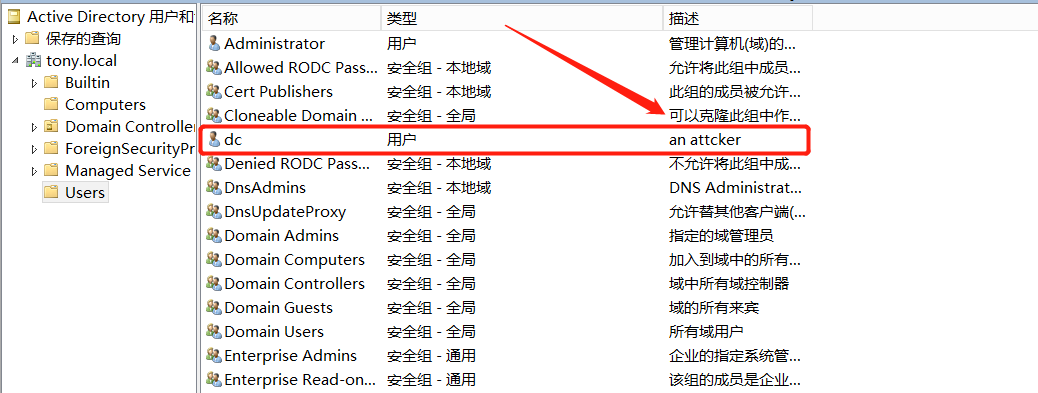 Active Directory 用户和
保存的查询
tony.local
Builtin
Computers
Domain Controlle
ForeignSecurityPr
Managed Service
Users
名称 类型 描述
Administrator 用户 管理计算机(域)的...
Allowed RODC Pass... 安全组 - 本地域 允许将此组中成员...
Cert Publishers 安全组 - 本地域 此组的成员被允许...
Cloneable Domain ... 安全组 - 全局 可以克隆此组中作...
dc 用户 an attcker
Denied RODC Pass... 安全组 - 本地域 不允许将此组中成...
DnsAdmins 安全组 - 本地域 DNS Administrat...
DnsUpdateProxy 安全组 - 全局 允许替其他客户端(...
Domain Admins 安全组 - 全局 指定的域管理员
Domain Computers 安全组 - 全局 加入到域中的所有...
Domain Controllers 安全组 - 全局 域中所有域控制器
Domain Guests 安全组 - 全局 域的所有来宾
Domain Users 安全组 - 全局 所有域用户
Enterprise Admins 安全组 - 通用 企业的指定系统管...
Enterprise Read-on... 安全组 - 通用 该组的成员是企业...